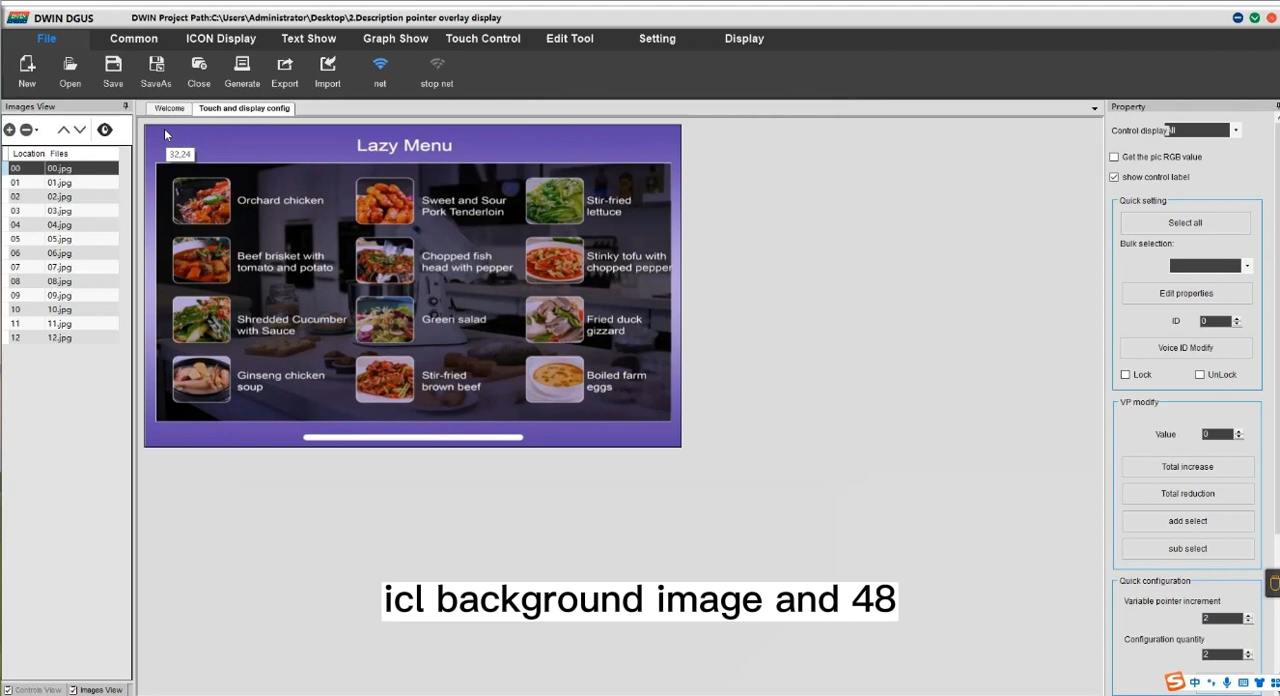 DWIN DGUS DWIN Project Path:C:\Users\Administrator\Desktop\2.Description pointer overlay display
File Common ICON Display Text Show Graph Show Touch Control Edit Tool Setting Display
New Open Save SaveAs Close Generate Export Import net stop net
Images View
Welcome Touch and display config
Property
Location Files
00 00.jpg
01 01.jpg
02 02.jpg
03 03.jpg
04 04.jpg
05 05.jpg
06 06.jpg
07 07.jpg
08 08.jpg
09 09.jpg
10 10.jpg
11 11.jpg
12 12.jpg
Controls View Images View
32,24
Lazy Menu
Orchard chicken
Sweet and Sour
Pork Tenderloin
Stir-fried
lettuce
Beef brisket with
tomato and potato
Chopped fish
head with pepper
Stinky tofu with
chopped pepper
Shredded Cucumber
with Sauce
Green salad
Fried duck
gizzard
Ginseng chicken
soup
Stir-fried
brown beef
Boiled farm
eggs
icl background image and 48
Control display
Get the pic RGB value
show control label
Quick setting
Select all
Bulk selection:
Edit properties
ID 0
Voice ID Modify
Lock UnLock
VP modify
Value 0
Total increase
Total reduction
add select
sub select
Quick configuration
Variable pointer increment
2
Configuration quantity
2
中